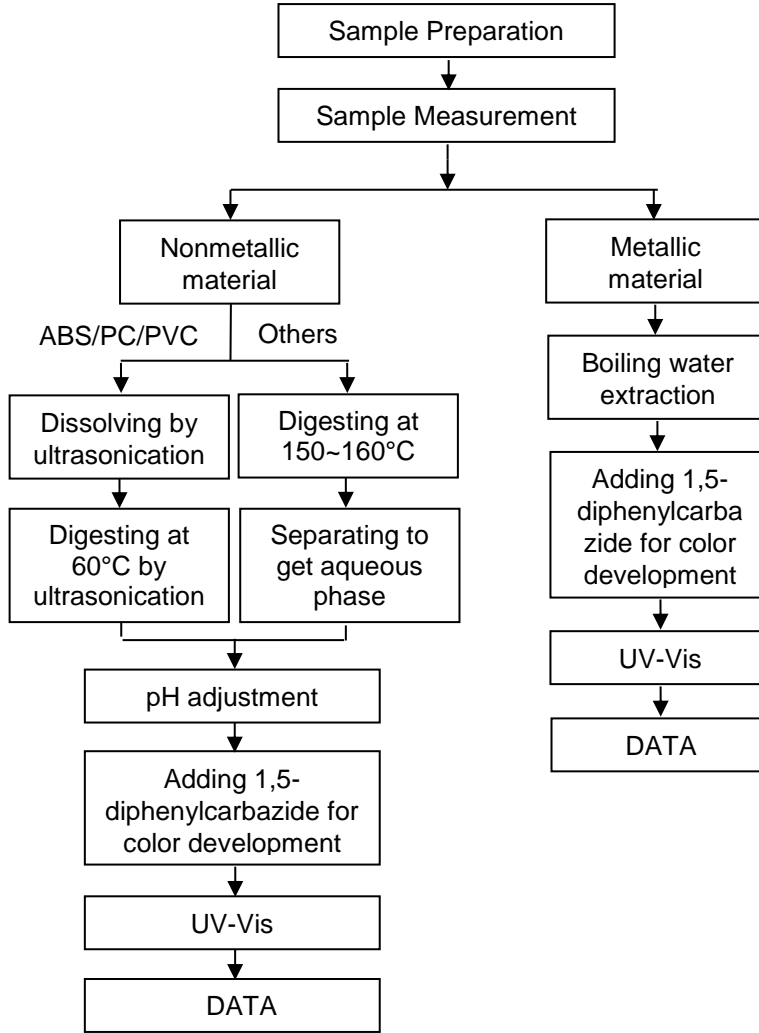 Sample Preparation
Sample Measurement
Nonmetallic
material
Metallic
material
ABS/PC/PVC
Others
Boiling water
extraction
Dissolving by
ultrasonication
Digesting at
150~160°C
Adding 1,5-
diphenylcarba
zide for color
development
Digesting at
60°C by
ultrasonication
Separating to
get aqueous
phase
UV-Vis
pH adjustment
DATA
Adding 1,5-
diphenylcarbazide for
color development
UV-Vis
DATA